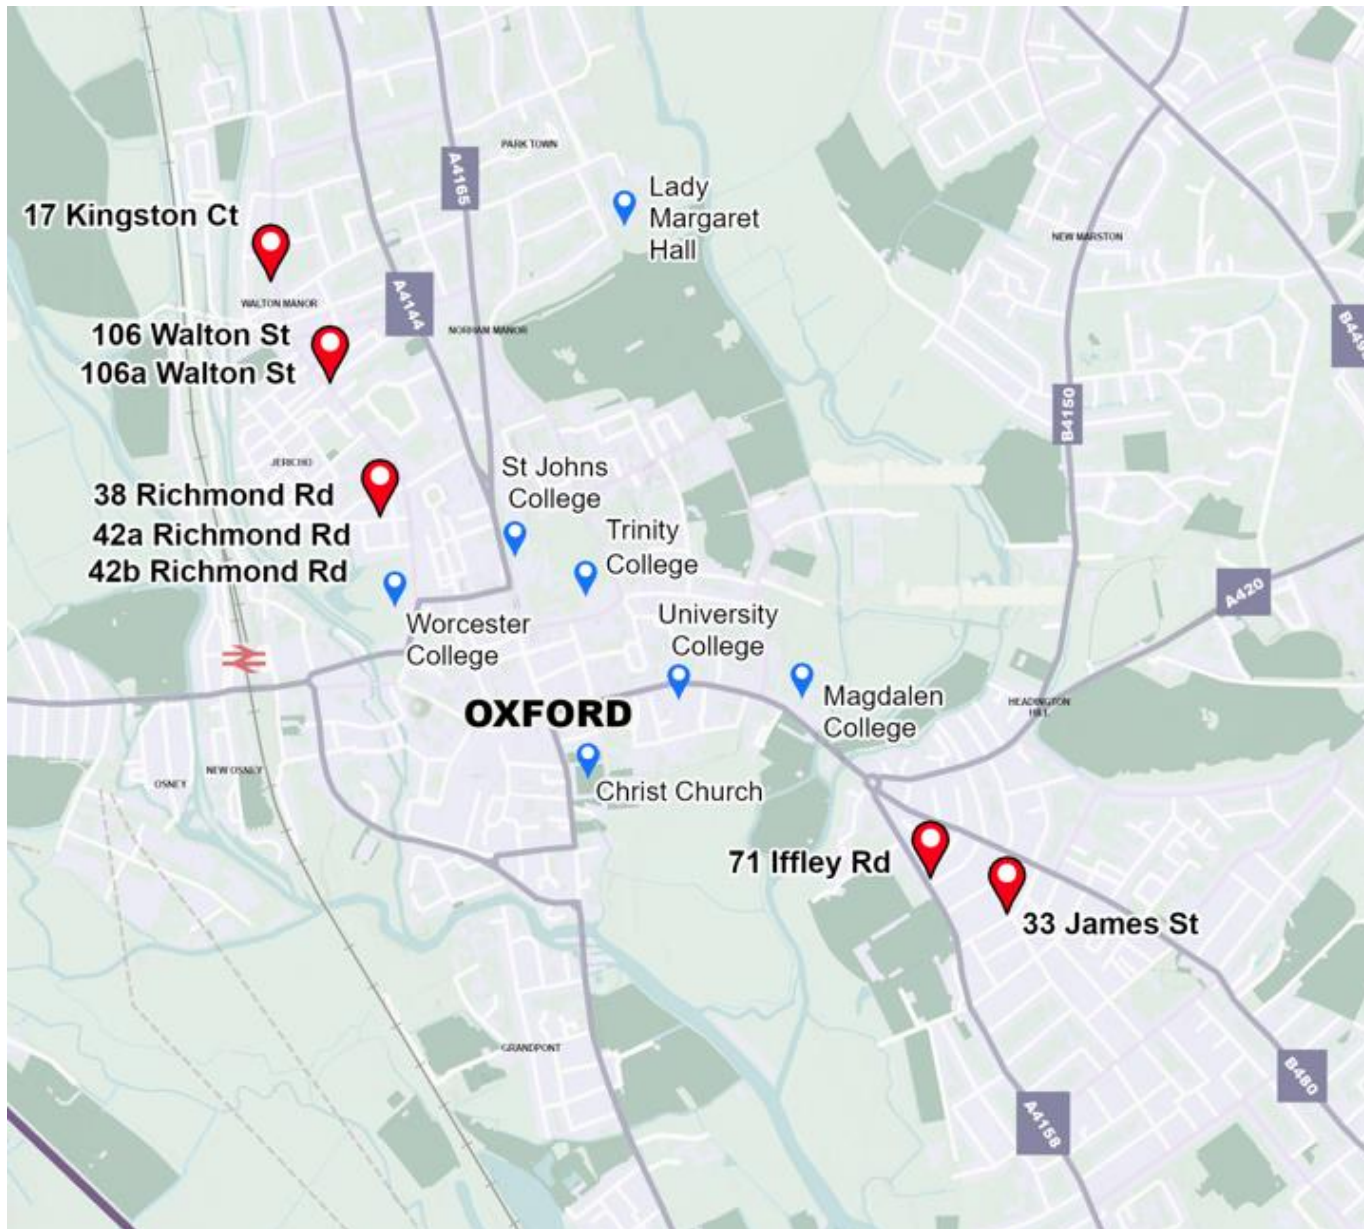 PARK TOWN
A4165
Lady
Margaret
Hall
17 Kingston Ct
NEW MARSTON
WALTON MANOR
A4144
NORHAM MANOR
106 Walton St
106a Walton St
B4150
JERICHO
St Johns
College
38 Richmond Rd
42a Richmond Rd
42b Richmond Rd
Trinity
College
A420
Worcester
College
University
College
Magdalen
College
HEADINGTON
HILL
OXFORD
NEW OSNEY
OSNEY
Christ Church
71 Iffley Rd
33 James St
GRANDPONT
B480
A4158